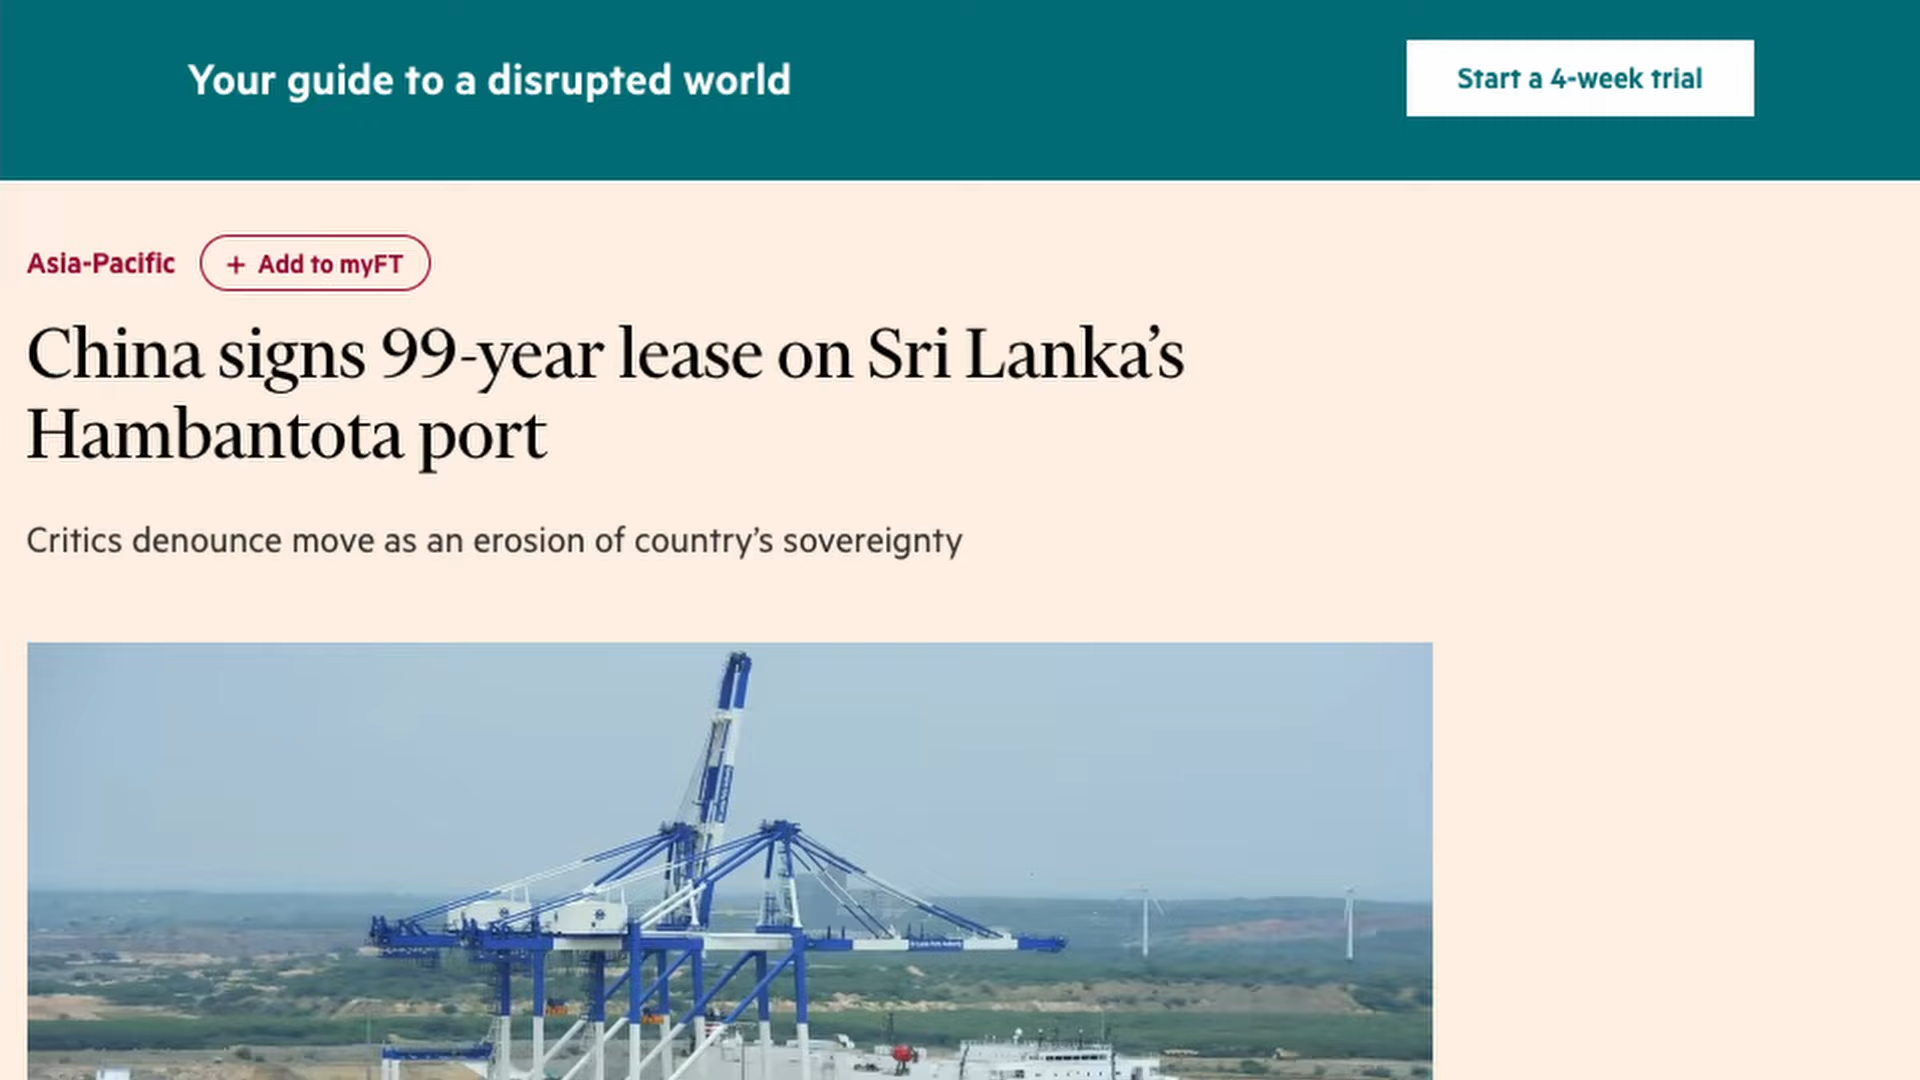 Your guide to a disrupted world
Start a 4-week trial
Asia-Pacific
+ Add to myFT
China signs 99-year lease on Sri Lanka’s
Hambantota port
Critics denounce move as an erosion of country’s sovereignty